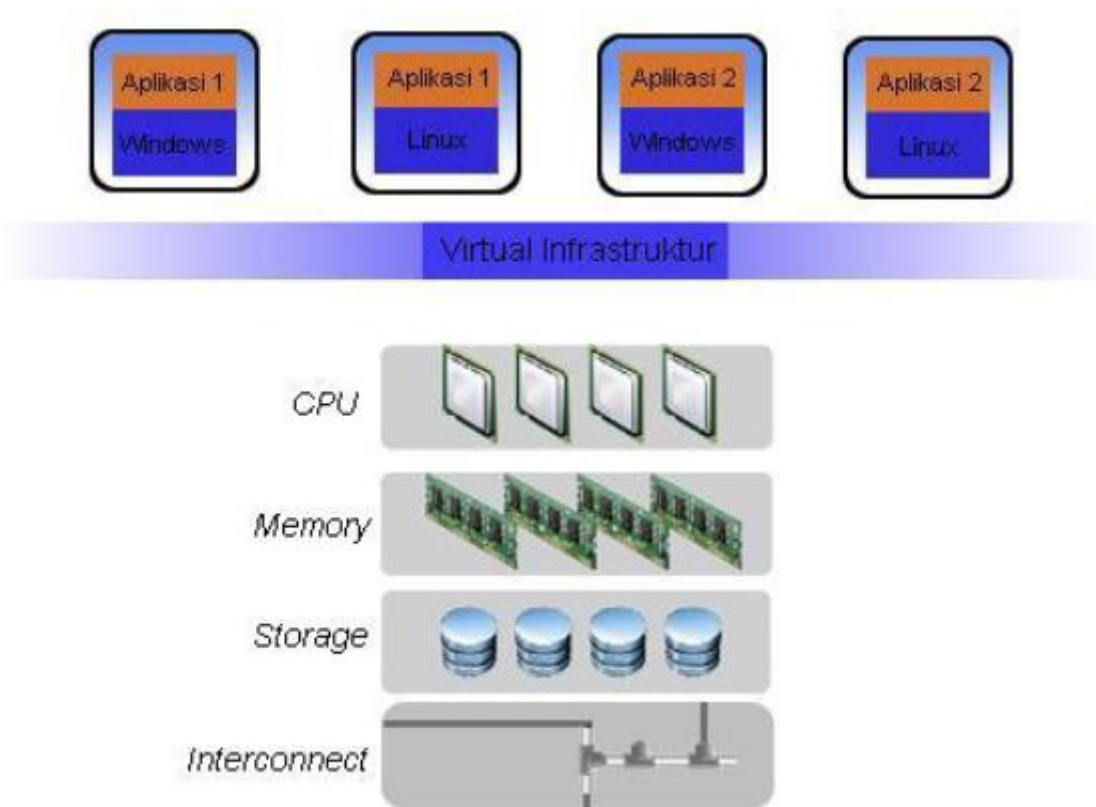 Aplikasi 1
Windows
Aplikasi 1
Linux
Aplikasi 2
Windows
Aplikasi 2
Linux
Virtual Infrastruktur
CPU
Memory
Storage
Interconnect